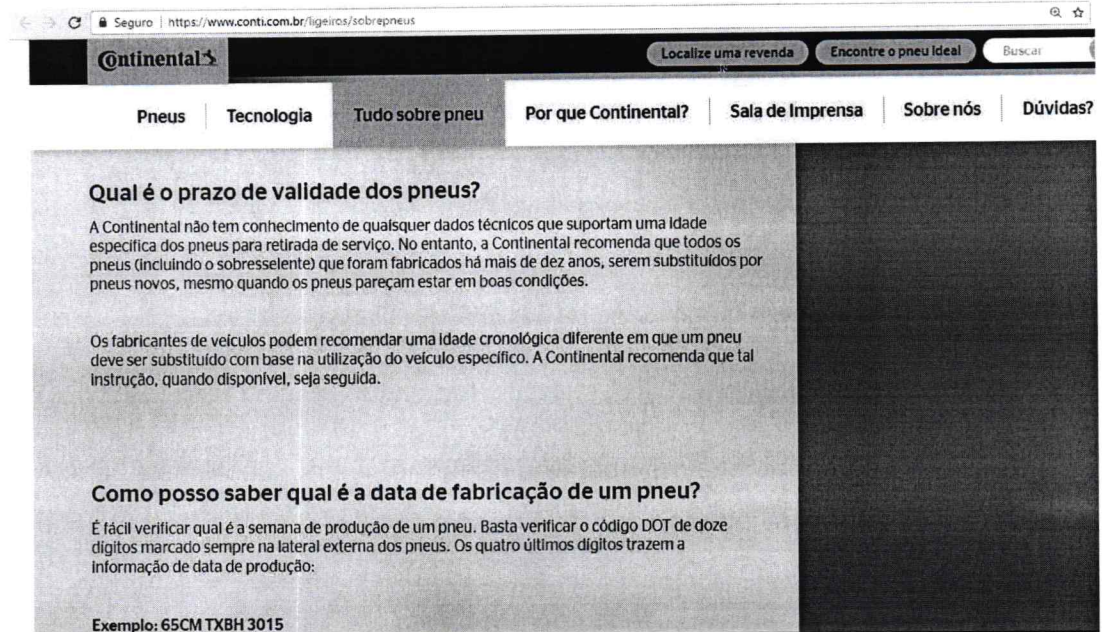 Seguro | https://www.conti.com.br/ligeiros/sobrepneus
Continental
Localize uma revenda
Encontre o pneu ideal
Buscar
Pneus
Tecnologia
Tudo sobre pneu
Por que Continental?
Sala de Imprensa
Sobre nós
Dúvidas?
Qual é o prazo de validade dos pneus?
A Continental não tem conhecimento de quaisquer dados técnicos que suportam uma idade
específica dos pneus para retirada de serviço. No entanto, a Continental recomenda que todos os
pneus (incluindo o sobresselente) que foram fabricados há mais de dez anos, serem substituídos por
pneus novos, mesmo quando os pneus pareçam estar em boas condições.
Os fabricantes de veículos podem recomendar uma idade cronológica diferente em que um pneu
deve ser substituído com base na utilização do veículo específico. A Continental recomenda que tal
instrução, quando disponível, seja seguida.
Como posso saber qual é a data de fabricação de um pneu?
É fácil verificar qual é a semana de produção de um pneu. Basta verificar o código DOT de doze
dígitos marcado sempre na lateral externa dos pneus. Os quatro últimos dígitos trazem a
informação de data de produção:
Exemplo: 65CM TXBH 3015